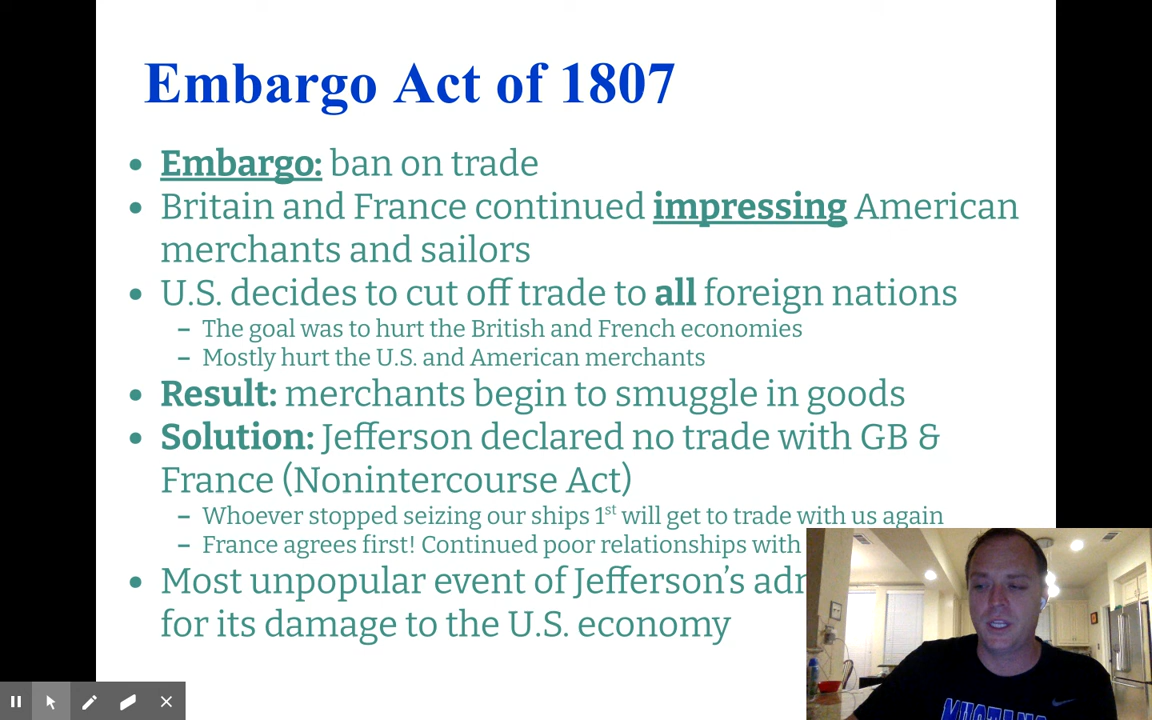 Embargo Act of 1807
• Embargo: ban on trade
• Britain and France continued impressing American
merchants and sailors
• U.S. decides to cut off trade to all foreign nations
– The goal was to hurt the British and French economies
– Mostly hurt the U.S. and American merchants
• Result: merchants begin to smuggle in goods
• Solution: Jefferson declared no trade with GB &
France (Nonintercourse Act)
– Whoever stopped seizing our ships 1st will get to trade with us again
– France agrees first! Continued poor relationships with
• Most unpopular event of Jefferson's
for its damage to the U.S. economy